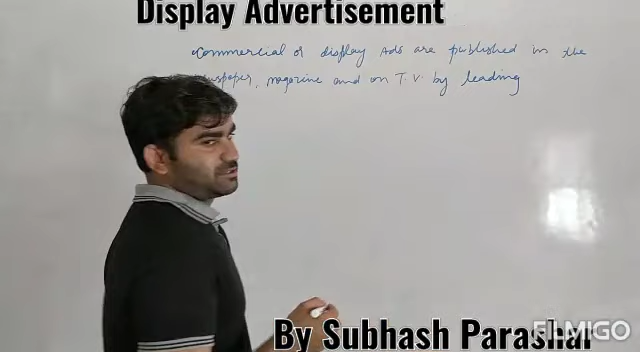 Display Advertisement
Commercial or display Ads are published in the
newspaper, magazine and on T.V. by leading
By Subhash Parashar
FILMIGO